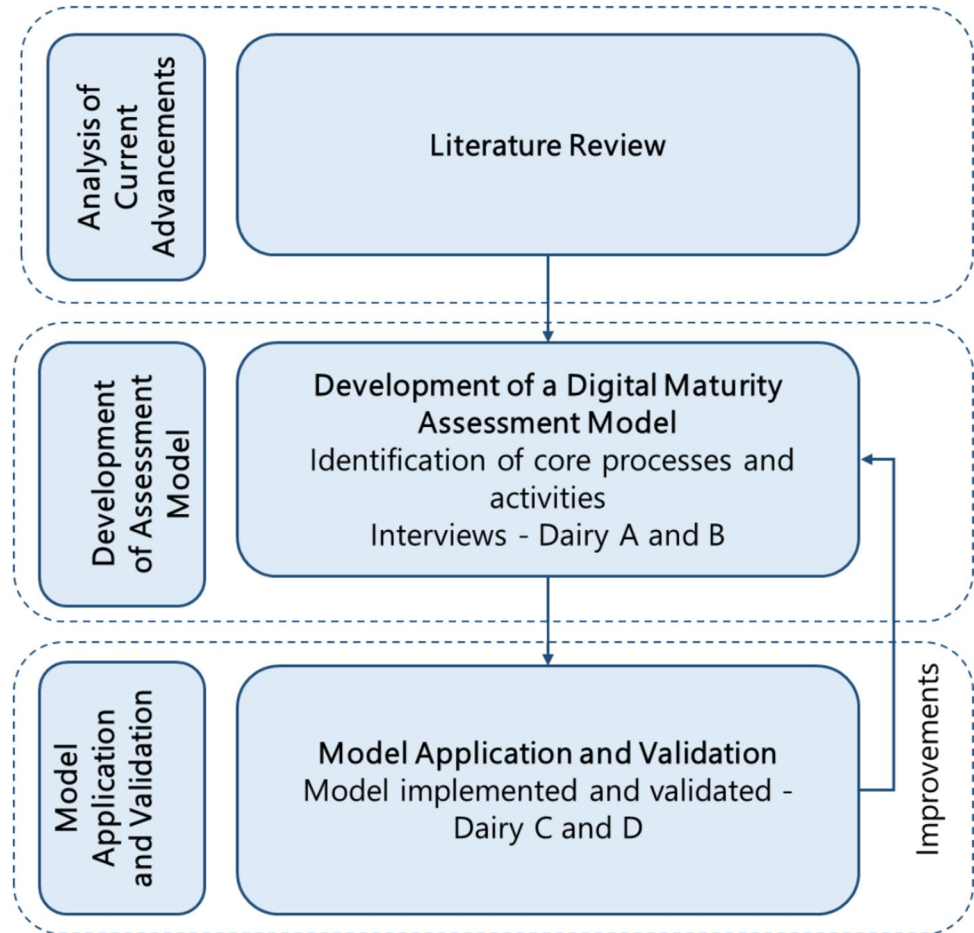 Analysis of
Current
Advancements
Literature Review
Development
of Assessment
Model
Development of a Digital Maturity
Assessment Model
Identification of core processes and
activities
Interviews - Dairy A and B
Model
Application
and Validation
Model Application and Validation
Model implemented and validated -
Dairy C and D
Improvements